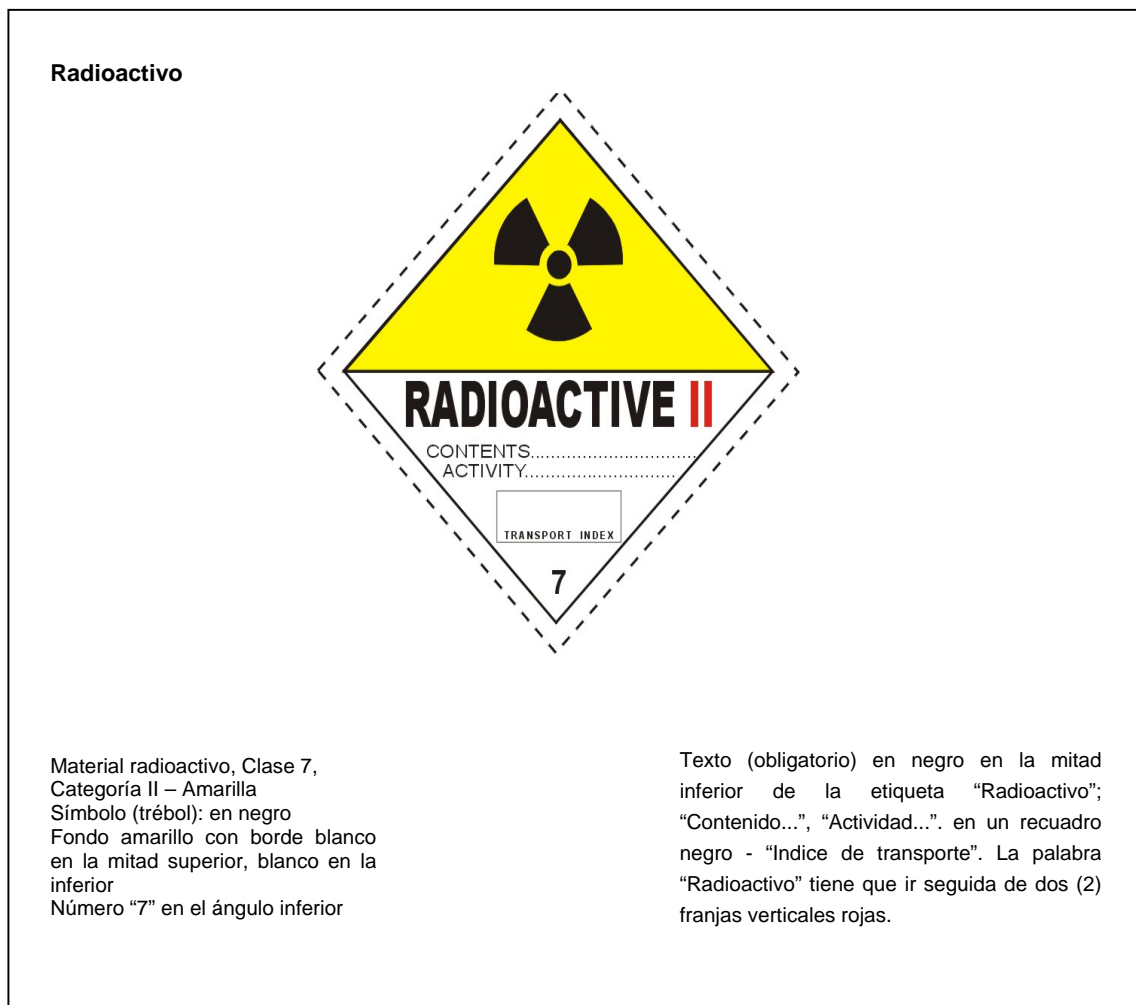 Radioactivo
RADIOACTIVE II
CONTENTS................................
ACTIVITY............................
TRANSPORT INDEX
7
Material radioactivo, Clase 7,
Categoría II – Amarilla
Símbolo (trébol): en negro
Fondo amarillo con borde blanco
en la mitad superior, blanco en la
inferior
Número “7” en el ángulo inferior
Texto (obligatorio) en negro en la mitad
inferior de la etiqueta “Radioactivo”;
“Contenido...”, “Actividad...”. en un recuadro
negro - “Indice de transporte”. La palabra
“Radioactivo” tiene que ir seguida de dos (2)
franjas verticales rojas.